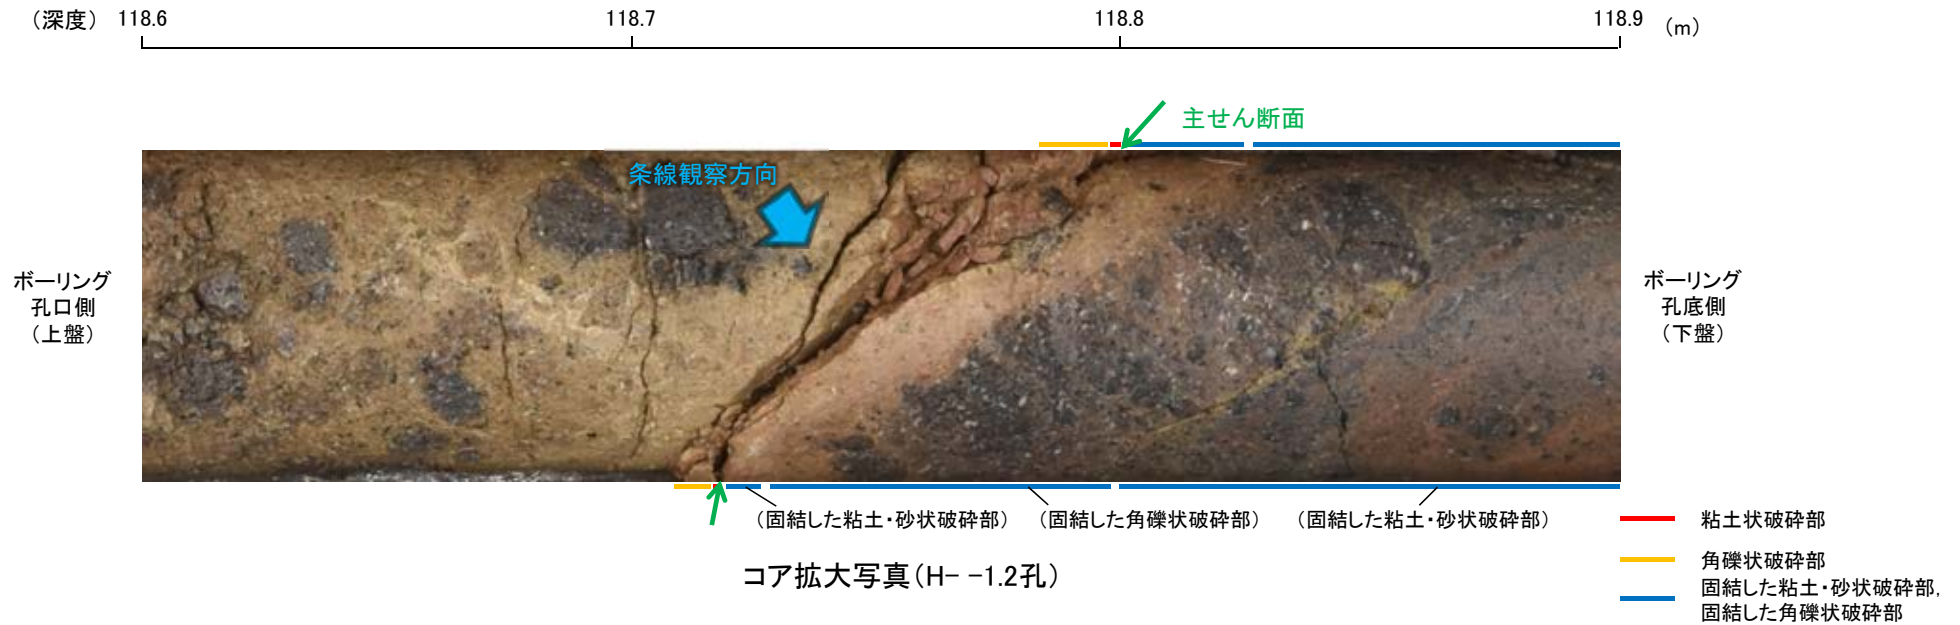 （深度） 118.6 118.7 118.8 118.9 （m）
主せん断面
条線観察方向
ボーリング
孔口側
（上盤）
ボーリング
孔底側
（下盤）
（固結した粘土・砂状破砕部） （固結した角礫状破砕部） （固結した粘土・砂状破砕部）
コア拡大写真（H- -1.2孔）
粘土状破砕部
角礫状破砕部
固結した粘土・砂状破砕部，
固結した角礫状破砕部